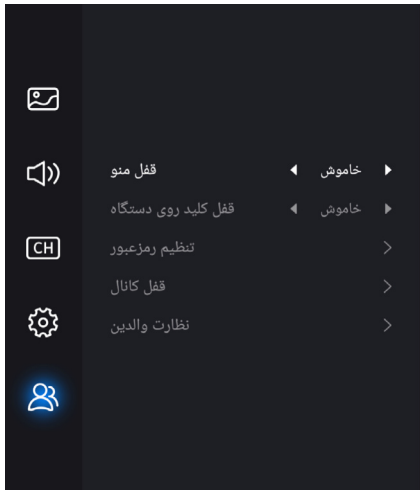 قفل منو خاموش
قفل کلید روی دستگاه خاموش
CH تنظیم رمزعبور
قفل کانال
نظارت والدین